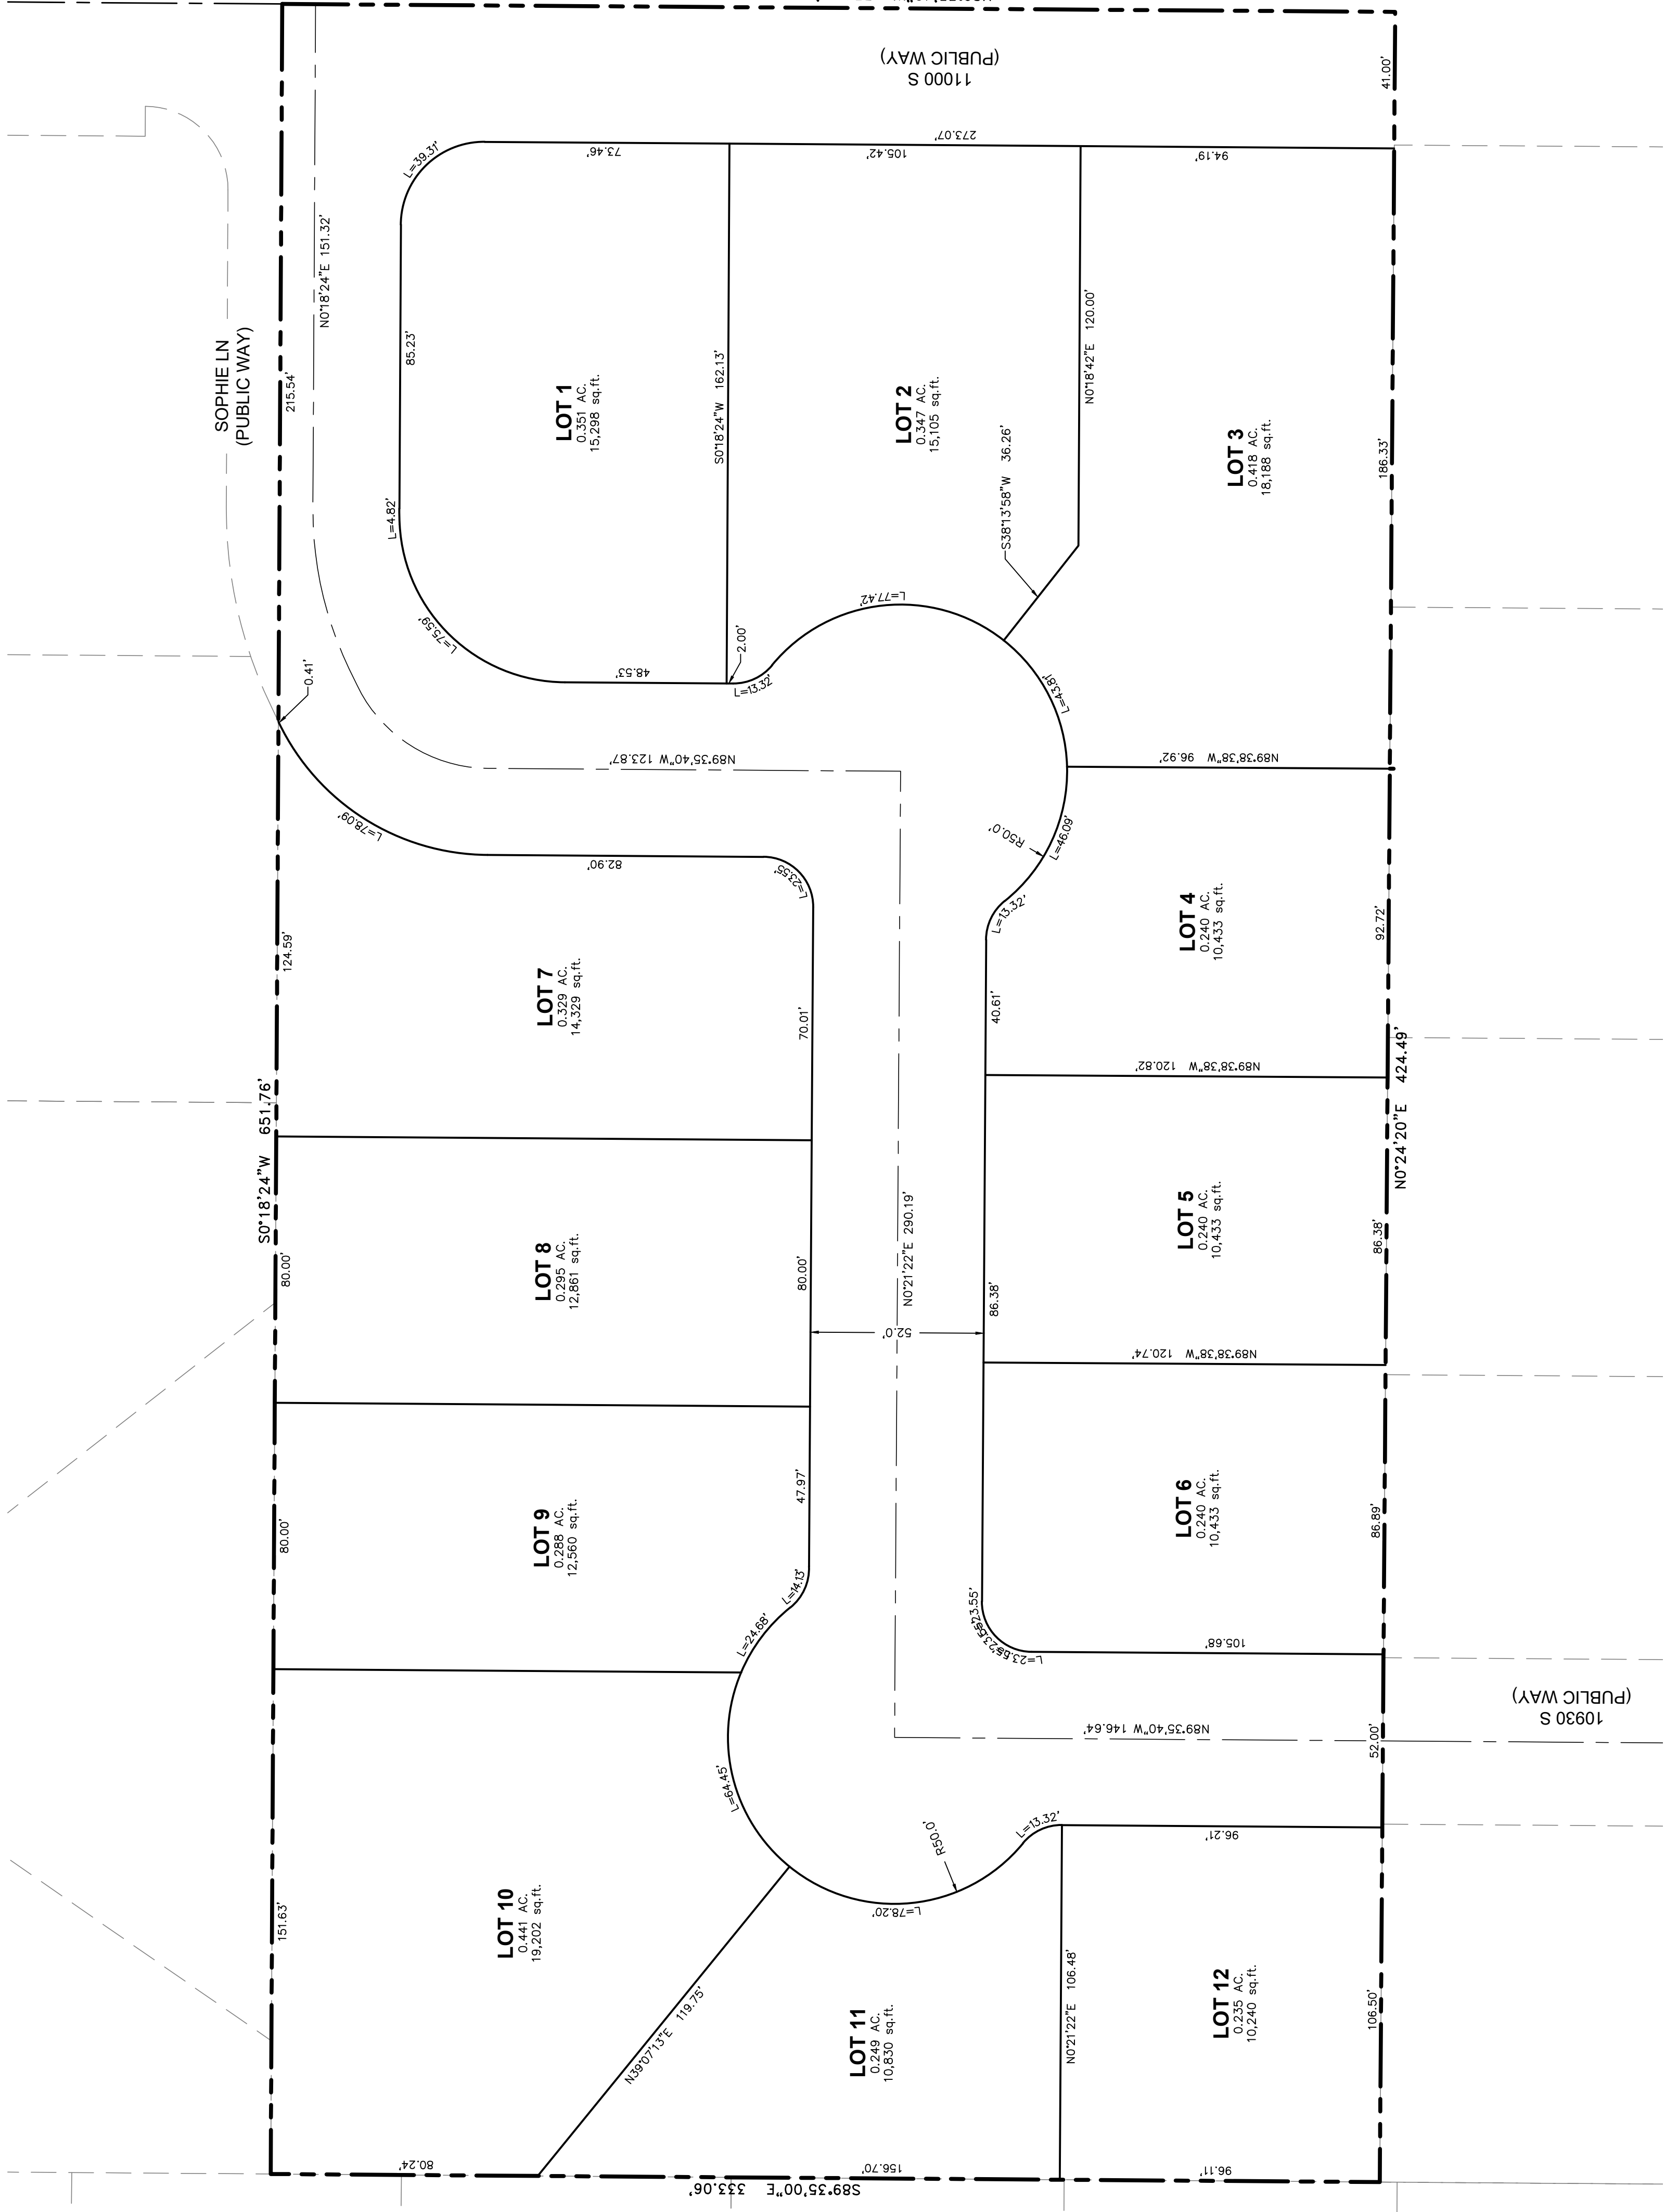 11000 S
(PUBLIC WAY)
41.00'
SOPHIE LN
(PUBLIC WAY)
N0°18'24"E 151.32'
215.54'
L=39.31'
85.23'
L=4.82'
L=75.59'
48.53'
73.46'
273.07'
105.42'
94.19'
LOT 1
0.351 AC.
15,298 sq.ft.
S0°18'24"W 162.13'
LOT 2
0.347 AC.
15,105 sq.ft.
N0°18'42"E 120.00'
S38°13'58"W 36.26'
LOT 3
0.418 AC.
18,188 sq.ft.
186.33'
2.00'
L=13.32'
L=77.42'
L=43.81'
0.41'
N89°35'40"W 123.87'
N89°38'38"W 96.92'
R50.0'
L=46.09'
L=13.32'
L=78.09'
82.90'
L=23.55'
124.59'
LOT 7
0.329 AC.
14,329 sq.ft.
70.01'
40.61'
LOT 4
0.240 AC.
10,433 sq.ft.
92.72'
N89°38'38"W 120.82'
N0°24'20"E 424.49'
S0°18'24"W 651.76'
80.00'
LOT 8
0.295 AC.
12,861 sq.ft.
80.00'
N0°21'22"E 290.19'
52.0'
86.38'
LOT 5
0.240 AC.
10,433 sq.ft.
86.38'
N89°38'38"W 120.74'
80.00'
LOT 9
0.288 AC.
12,560 sq.ft.
47.97'
L=14.13'
L=24.68'
LOT 6
0.240 AC.
10,433 sq.ft.
86.89'
L=23.55'
105.68'
10930 S
(PUBLIC WAY)
N89°35'40"W 146.64'
52.00'
L=64.45'
R50.0'
L=13.32'
L=78.20'
96.21'
151.63'
LOT 10
0.441 AC.
19,202 sq.ft.
N39°07'13"E 119.75'
LOT 11
0.249 AC.
10,830 sq.ft.
N0°21'22"E 106.48'
LOT 12
0.235 AC.
10,240 sq.ft.
106.50'
80.24'
156.70'
96.11'
S89°35'00"E 333.06'